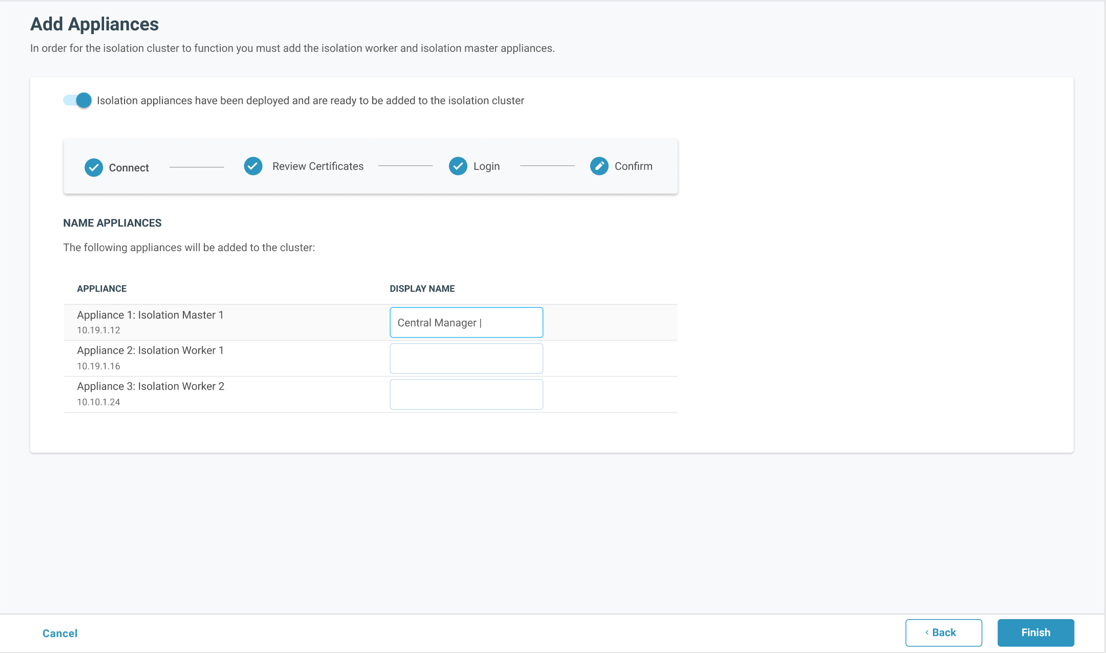 Add Appliances
In order for the isolation cluster to function you must add the isolation worker and isolation master appliances.
Isolation appliances have been deployed and are ready to be added to the isolation cluster
Connect Review Certificates Login Confirm
NAME APPLIANCES
The following appliances will be added to the cluster:
APPLIANCE DISPLAY NAME
Appliance 1: Isolation Master 1
10.19.1.12
Central Manager |
Appliance 2: Isolation Worker 1
10.19.1.16
Appliance 3: Isolation Worker 2
10.10.1.24
Cancel ‹ Back Finish